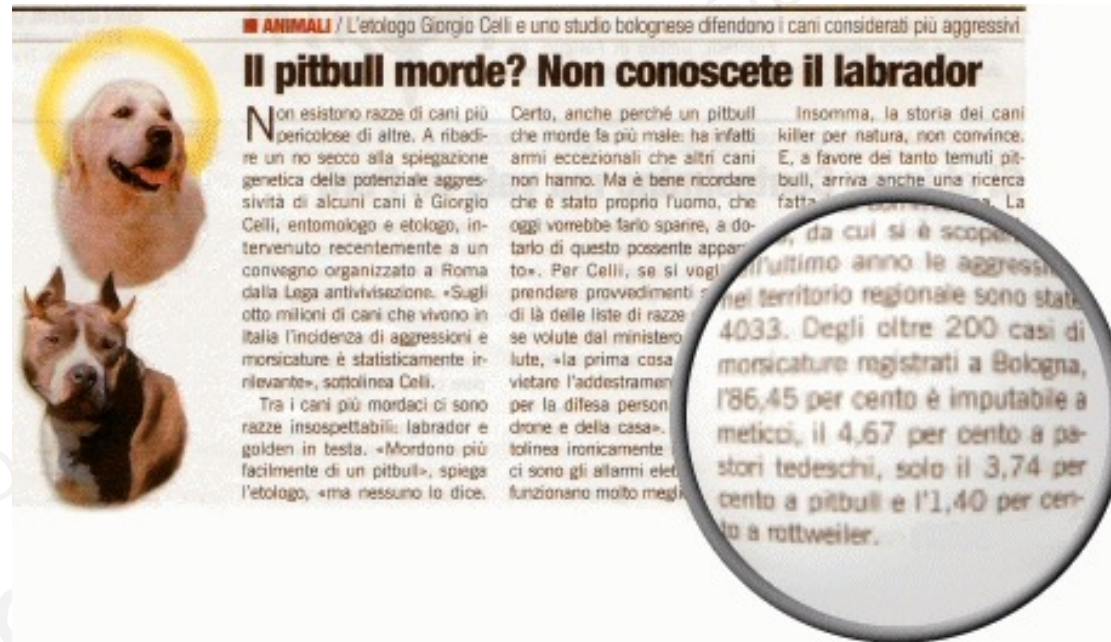 ANIMALI / L'etologo Giorgio Celli e uno studio bolognese difendono i cani considerati più aggressivi
Il pitbull morde? Non conoscete il labrador
Non esistono razze di cani più
pericolose di altre. A ribadi-
re un no secco alla spiegazione
genetica della potenziale aggres-
sività di alcuni cani è Giorgio
Celli, entomologo e etologo, in-
tervenuto recentemente a un
convegno organizzato a Roma
dalla Lega antivivisezione. «Sugli
otto milioni di cani che vivono in
Italia l'incidenza di aggressioni e
morsicature è statisticamente ir-
rilevante», sottolinea Celli.
Tra i cani più mordaci ci sono
razze insospettabili: labrador e
golden in testa. «Mordono più
facilmente di un pitbull», spiega
l'etologo, «ma nessuno lo dice.
Certo, anche perché un pitbull
che morde fa più male: ha infatti
armi eccezionali che altri cani
non hanno. Ma è bene ricordare
che è stato proprio l'uomo, che
oggi vorrebbe farlo sparire, a do-
tarlo di questo possente appar
to». Per Celli, se si vogl
prendere provvedimenti s
di là delle liste di razze
se volute dal ministero
lute, «la prima cosa
vietare l'addestramen
per la difesa person
drone e della casa».
tolinea ironicamente
ci sono gli allarmi elet
funzionano molto megli
Insomma, la storia dei cani
killer per natura, non convince.
E, a favore dei tanto temuti pit-
bull, arriva anche una ricerca
fatta La
da cui si è scope
ell'ultimo anno le aggressi
nel territorio regionale sono state
4033. Degli oltre 200 casi di
morsicature registrati a Bologna,
l'86,45 per cento è imputabile a
meticci, il 4,67 per cento a pa-
stori tedeschi, solo il 3,74 per
cento a pitbull e l'1,40 per cen-
to a rottweiler.